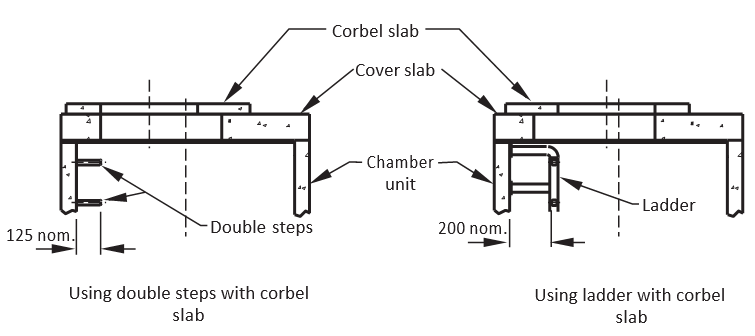 Corbel slab
Cover slab
Chamber
unit
Double steps
Ladder
125 nom.
200 nom.
Using double steps with corbel
slab
Using ladder with corbel
slab